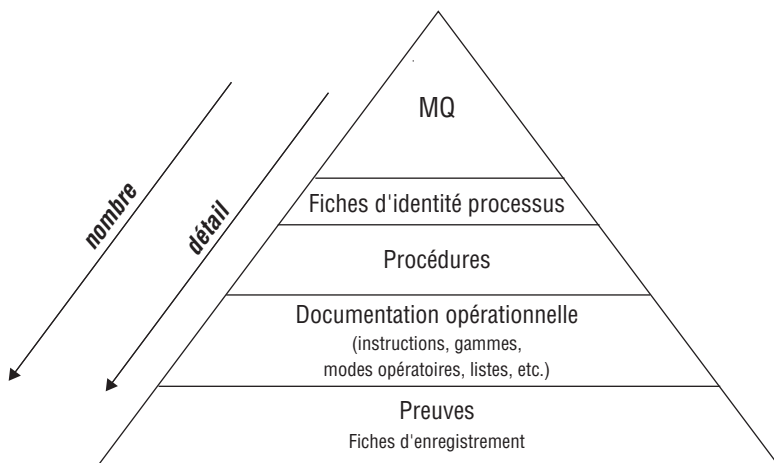 MQ
nombre
détail
Fiches d'identité processus
Procédures
Documentation opérationnelle
(instructions, gammes,
modes opératoires, listes, etc.)
Preuves
Fiches d'enregistrement